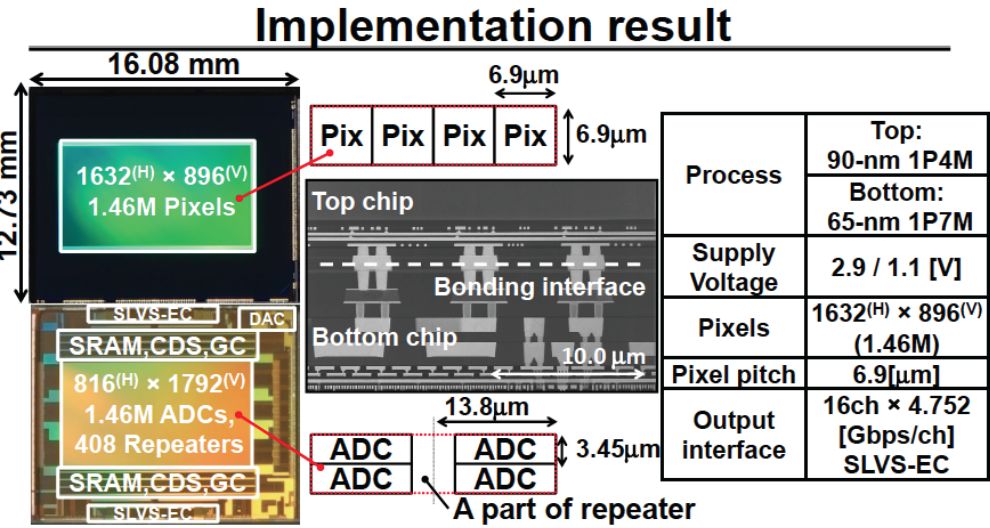 Implementation result
16.08 mm
12.73 mm
1632(H) × 896(V)
1.46M Pixels
6.9μm
Pix Pix Pix Pix
6.9μm
Top chip
Bonding interface
Bottom chip
10.0 μm
SLVS-EC
DAC
SRAM,CDS,GC
816(H) × 1792(V)
1.46M ADCs,
408 Repeaters
SRAM,CDS,GC
SLVS-EC
13.8μm
ADC ADC
ADC ADC
3.45μm
A part of repeater
Process
Top:
90-nm 1P4M
Bottom:
65-nm 1P7M
Supply
Voltage
2.9 / 1.1 [V]
Pixels
1632(H) × 896(V)
(1.46M)
Pixel pitch
6.9[μm]
Output
interface
16ch × 4.752
[Gbps/ch]
SLVS-EC